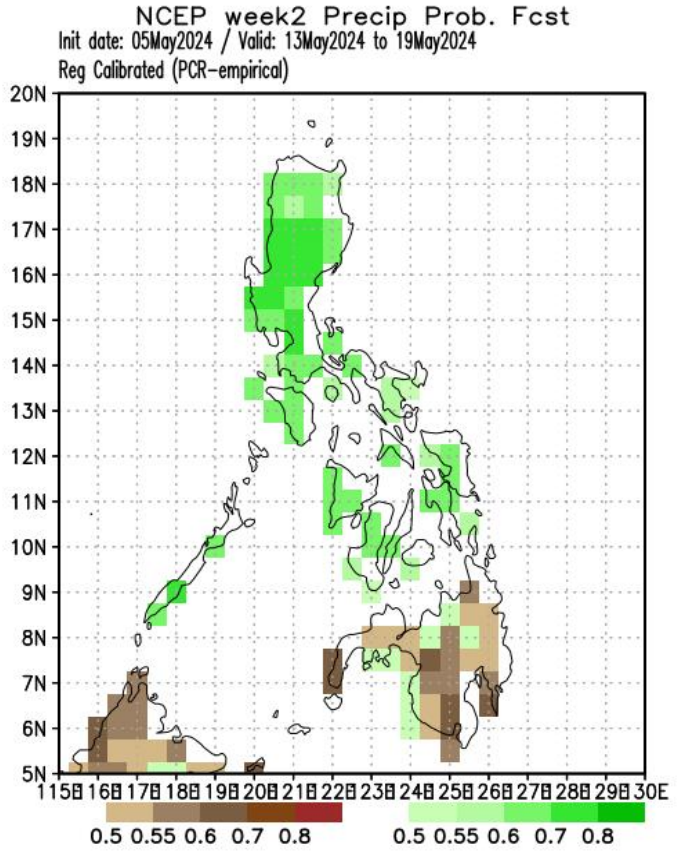 NCEP week2 Precip Prob. Fcst
Init date: 05May2024 / Valid: 13May2024 to 19May2024
Reg Calibrated (PCR-empirical)
20N
19N
18N
17N
16N
15N
14N
13N
12N
11N
10N
9N
8N
7N
6N
5N
115E 116E 117E 118E 119E 120E 121E 122E 123E 124E 125E 126E 127E 128E 129E 130E
0.5 0.55 0.6 0.7 0.8 0.5 0.55 0.6 0.7 0.8